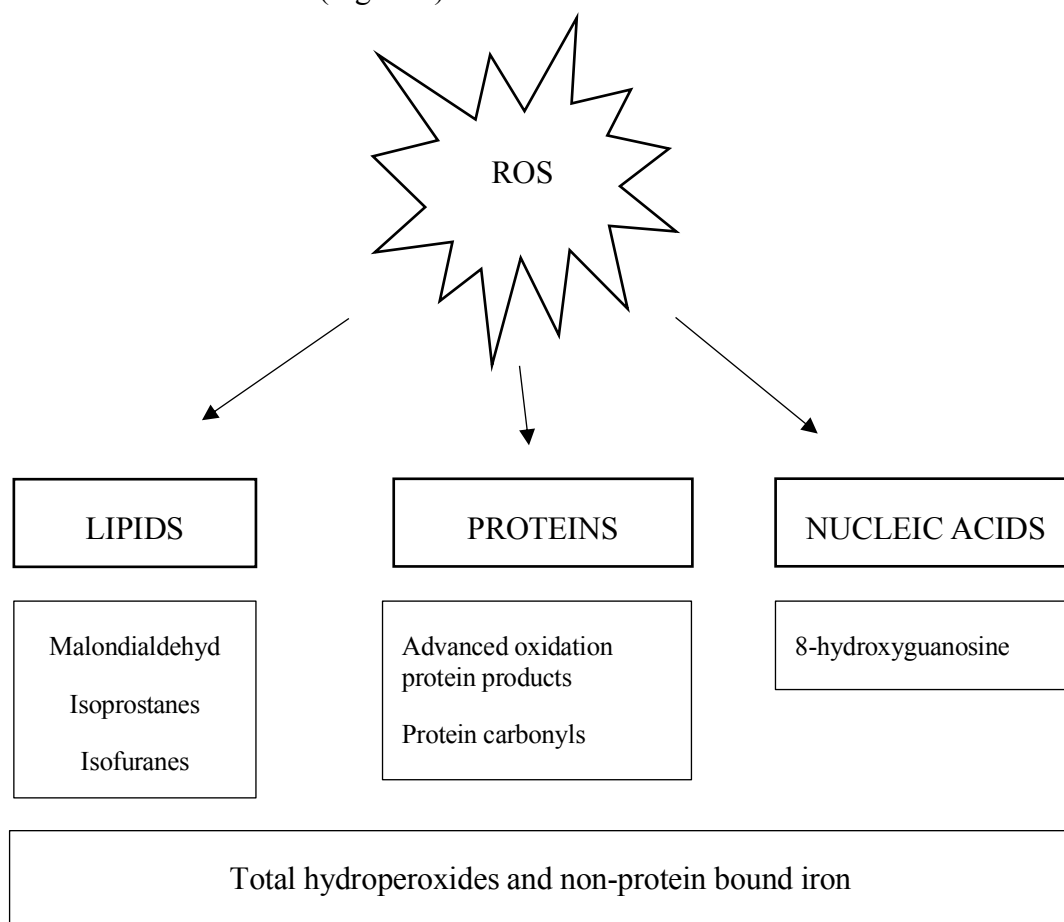 ROS
LIPIDS
PROTEINS
NUCLEIC ACIDS
Malondialdehyd
Isoprostanes
Isofuranes
Advanced oxidation
protein products
Protein carbonyls
8-hydroxyguanosine
Total hydroperoxides and non-protein bound iron